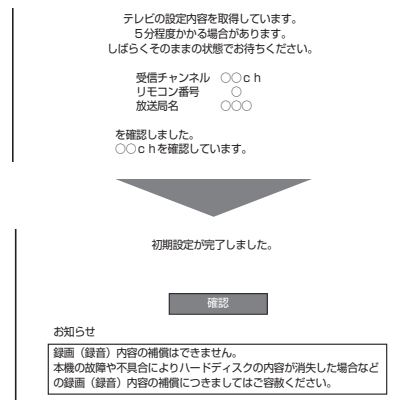 テレビの設定内容を取得しています。
５分程度かかる場合があります。
しばらくそのままの状態でお待ちください。
受信チャンネル ○○ｃｈ
リモコン番号 ○
放送局名 ○○○
を確認しました。
○○ｃｈを確認しています。
初期設定が完了しました。
確認
お知らせ
録画（録音）内容の補償はできません。
本機の故障や不具合によりハードディスクの内容が消失した場合など
の録画（録音）内容の補償につきましてはご容赦ください。